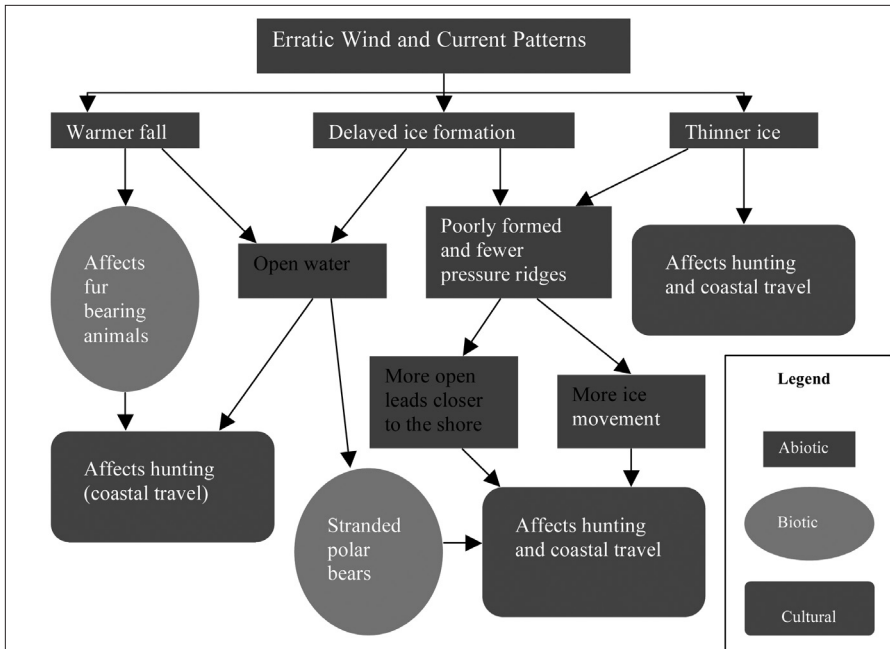 Erratic Wind and Current Patterns
Warmer fall
Delayed ice formation
Thinner ice
Affects
fur
bearing
animals
Open water
Poorly formed
and fewer
pressure ridges
Affects hunting
and coastal travel
More open
leads closer
to the shore
More ice
movement
Affects hunting
(coastal travel)
Stranded
polar
bears
Affects hunting
and coastal travel
Legend
Abiotic
Biotic
Cultural